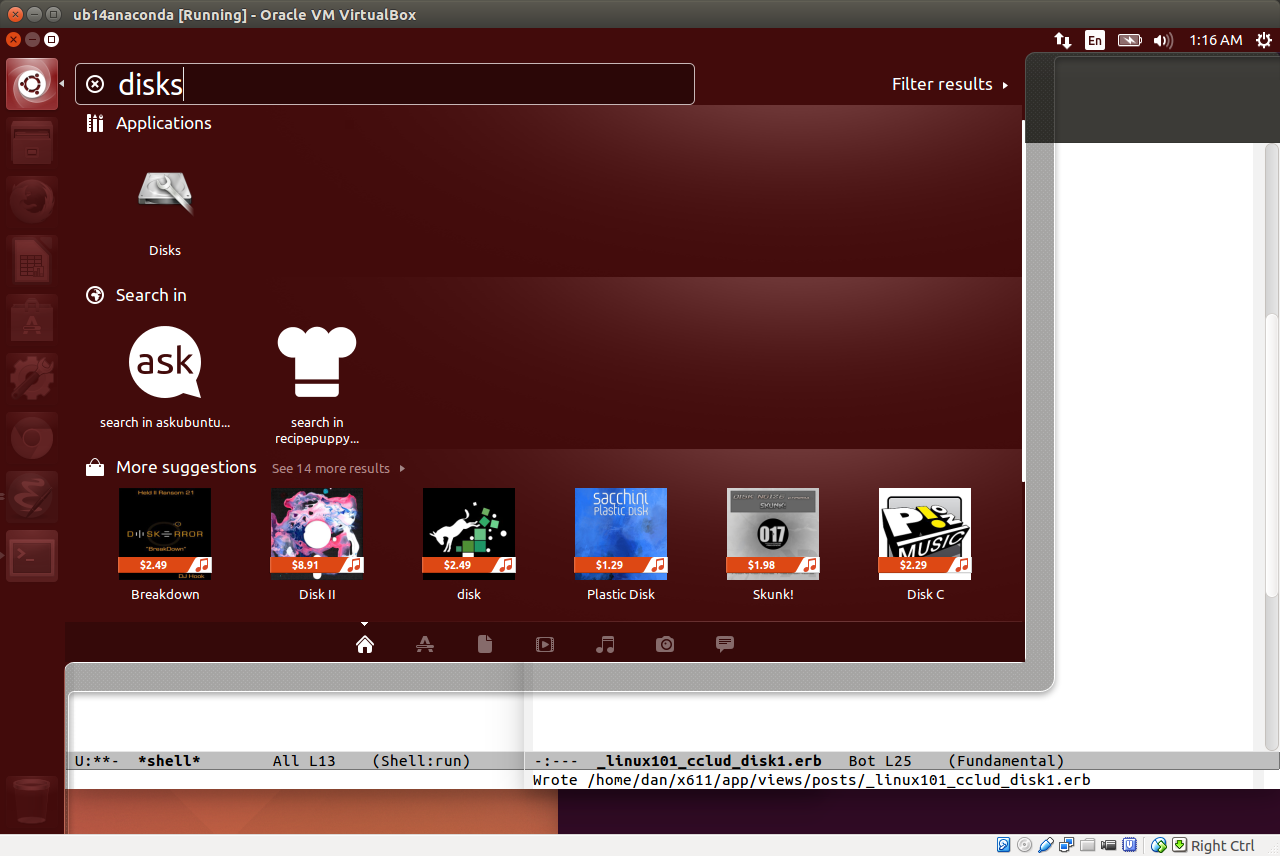 ub14anaconda [Running] - Oracle VM VirtualBox
En
1:16 AM
disks
Filter results
Applications
Disks
Search in
ask
search in askubuntu...
search in
recipepuppy...
More suggestions
See 14 more results
Held II Ransom 21
"BreakDown"
DJ Hook
$2.49
Breakdown
$8.91
Disk II
$2.49
disk
sacchini
Plastic Disk
$1.29
Plastic Disk
017
$1.98
Skunk!
MUSIC
$2.29
Disk C
U:**- *shell* All L13 (Shell:run)
-:--- _linux101_cclud_disk1.erb Bot L25 (Fundamental)
Wrote /home/dan/x611/app/views/posts/_linux101_cclud_disk1.erb
Right Ctrl